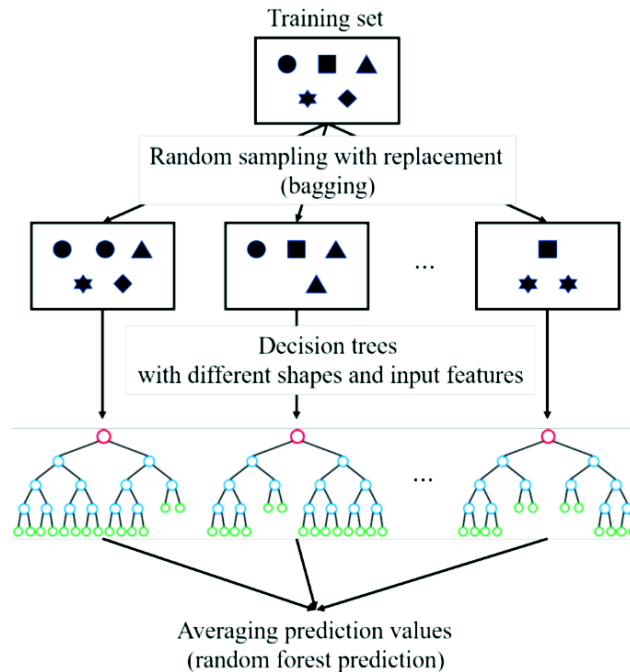 Training set
Random sampling with replacement
(bagging)
...
Decision trees
with different shapes and input features
...
Averaging prediction values
(random forest prediction)